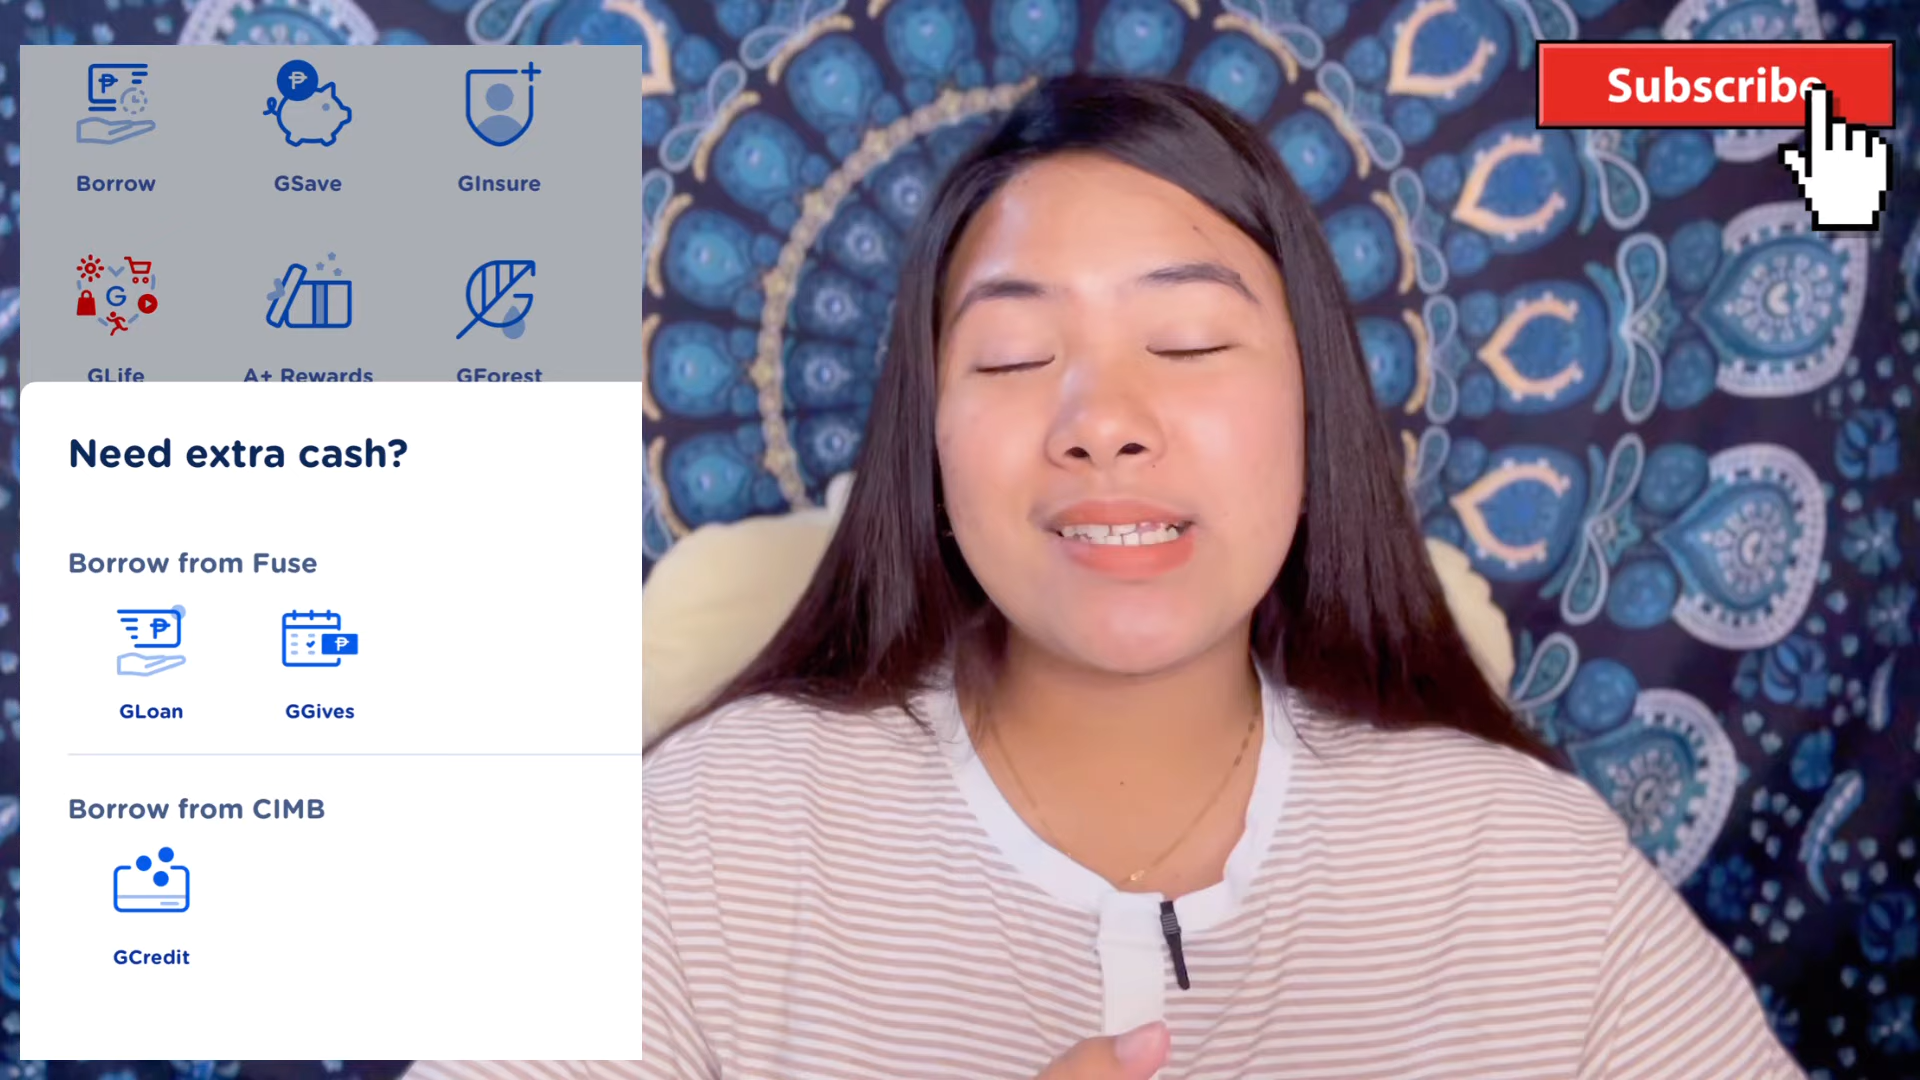 Borrow GSave GInsure
GLife A+ Rewards GForest
Need extra cash?
Borrow from Fuse
GLoan GGives
Borrow from CIMB
GCredit
Subscribe